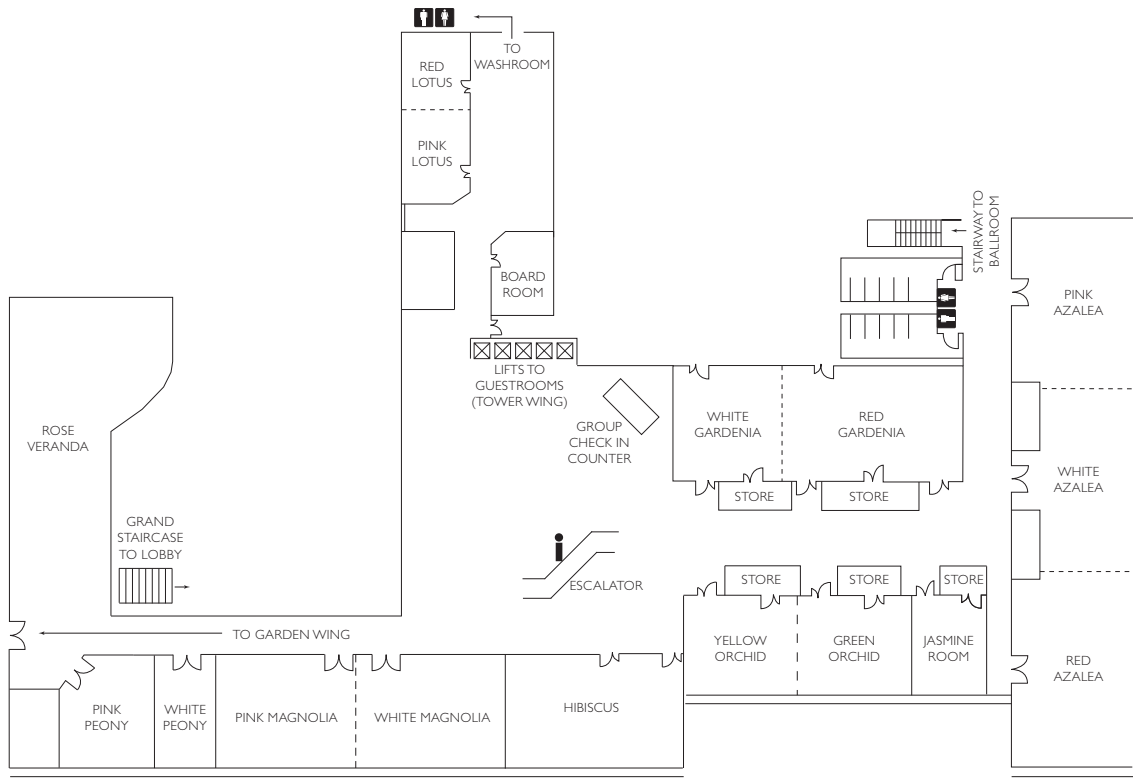 TO
WASHROOM
RED
LOTUS
PINK
LOTUS
BOARD
ROOM
STAIRWAY TO
BALLROOM
PINK
AZALEA
LIFTS TO
GUESTROOMS
(TOWER WING)
GROUP
CHECK IN
COUNTER
WHITE
GARDENIA
RED
GARDENIA
ROSE
VERANDA
WHITE
AZALEA
STORE
STORE
GRAND
STAIRCASE
TO LOBBY
ESCALATOR
STORE
STORE
STORE
TO GARDEN WING
YELLOW
ORCHID
GREEN
ORCHID
JASMINE
ROOM
RED
AZALEA
PINK
PEONY
WHITE
PEONY
PINK MAGNOLIA
WHITE MAGNOLIA
HIBISCUS